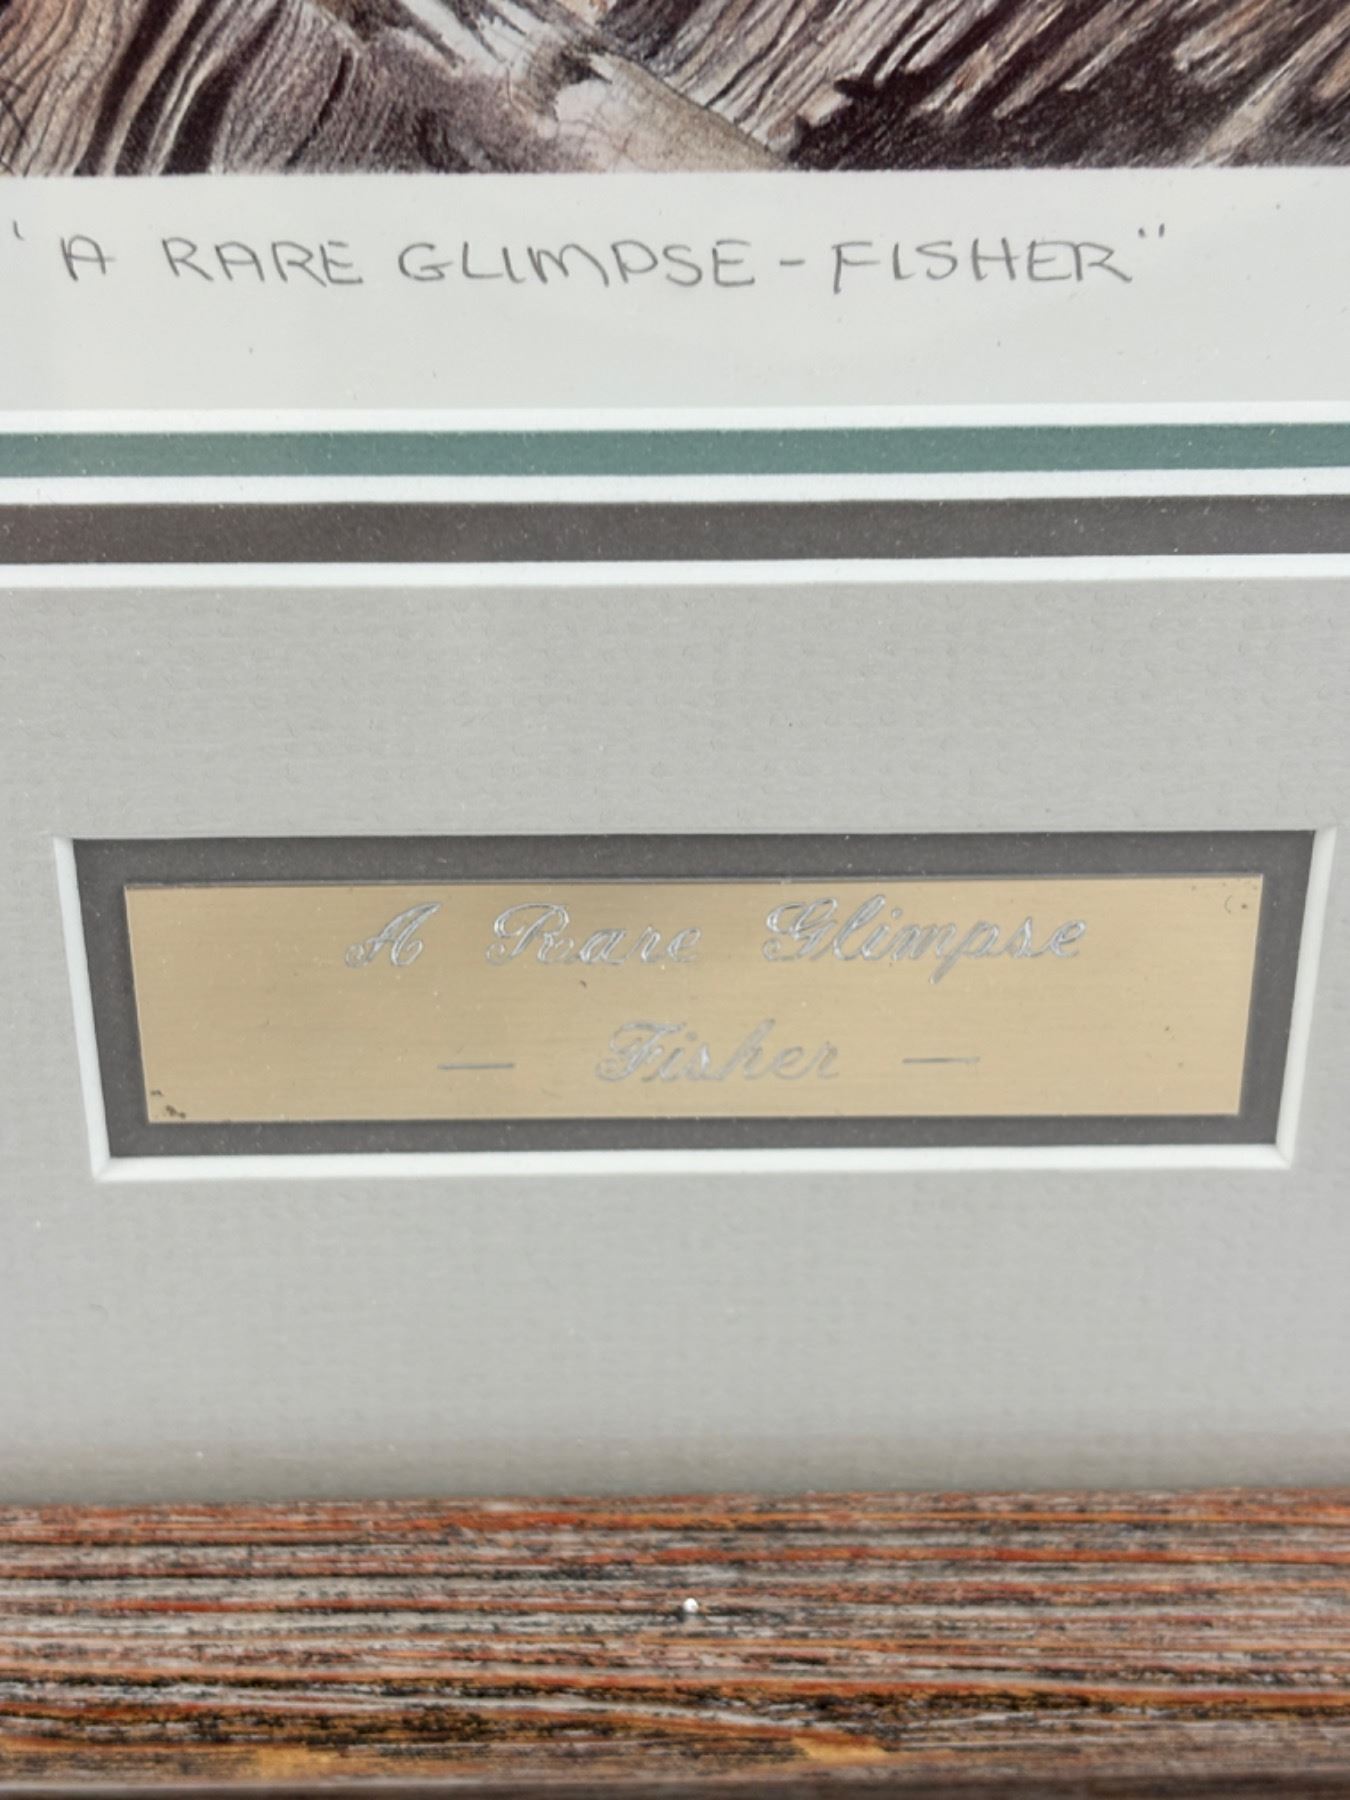 "A RARE GLIMPSE - FISHER"
A Rare Glimpse
— Fisher —